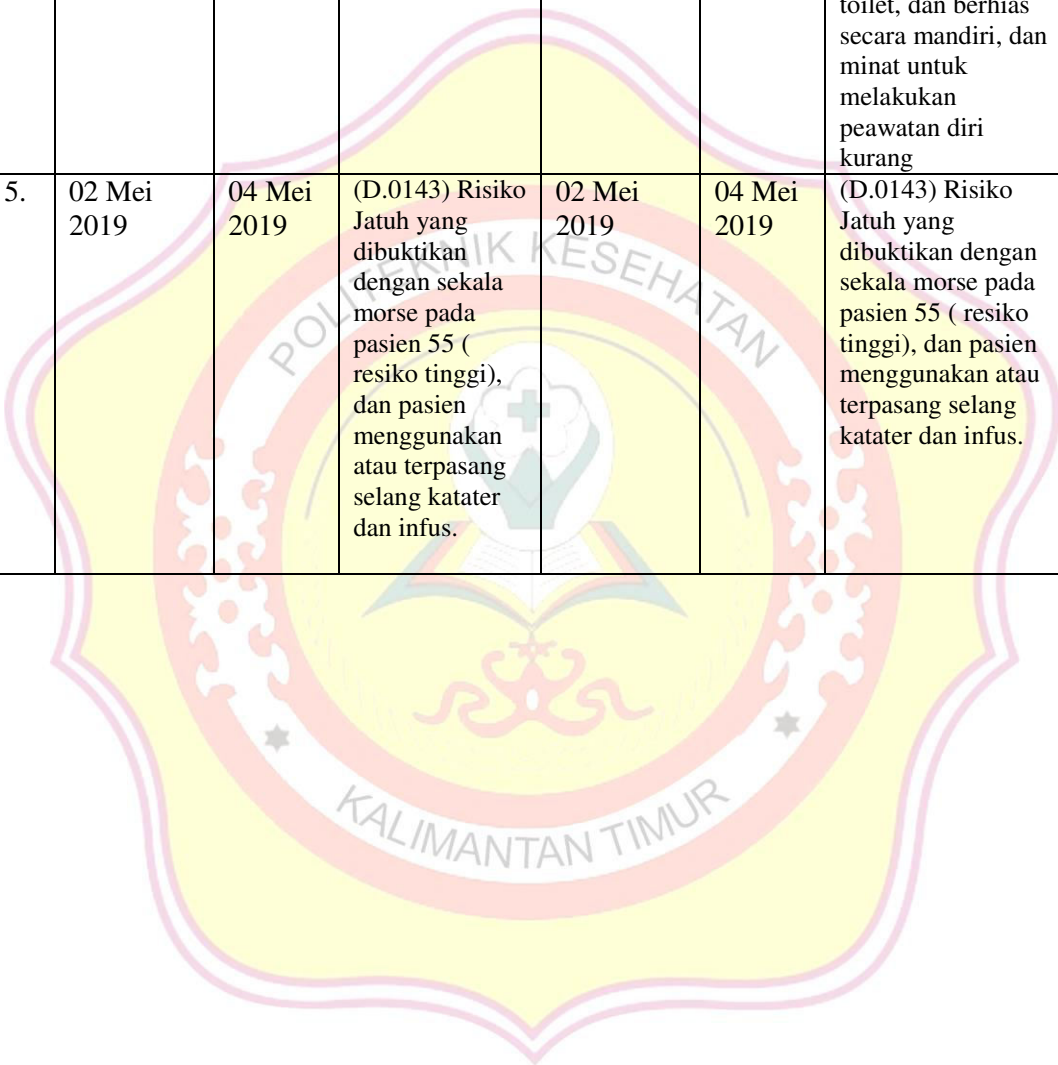 toilet, dan berhias
secara mandiri, dan
minat untuk
melakukan
peawatan diri
kurang
5.
02 Mei
2019
04 Mei
2019
(D.0143) Risiko
Jatuh yang
dibuktikan
dengan sekala
morse pada
pasien 55 (
resiko tinggi),
dan pasien
menggunakan
atau terpasang
selang katater
dan infus.
02 Mei
2019
04 Mei
2019
(D.0143) Risiko
Jatuh yang
dibuktikan dengan
sekala morse pada
pasien 55 ( resiko
tinggi), dan pasien
menggunakan atau
terpasang selang
katater dan infus.
POLITEKNIK KESEHATAN
KALIMANTAN TIMUR